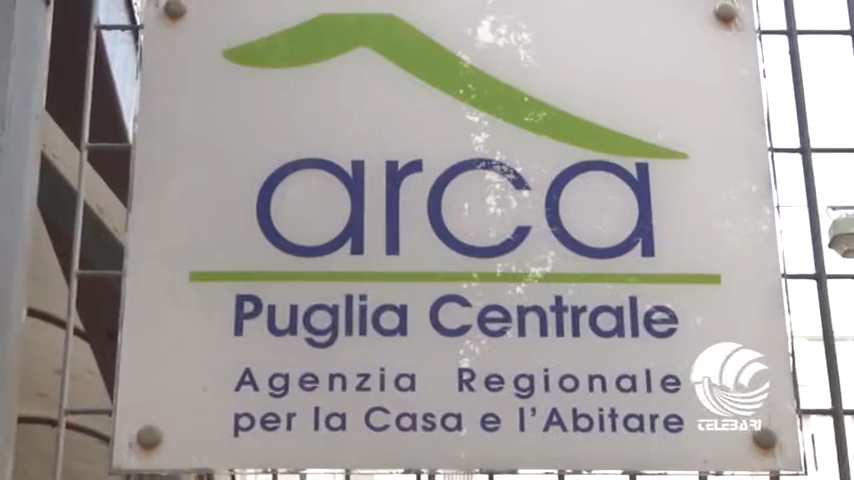 arca
Puglia Centrale
Agenzia Regionale
per la Casa e l'Abitare
TELEBARI